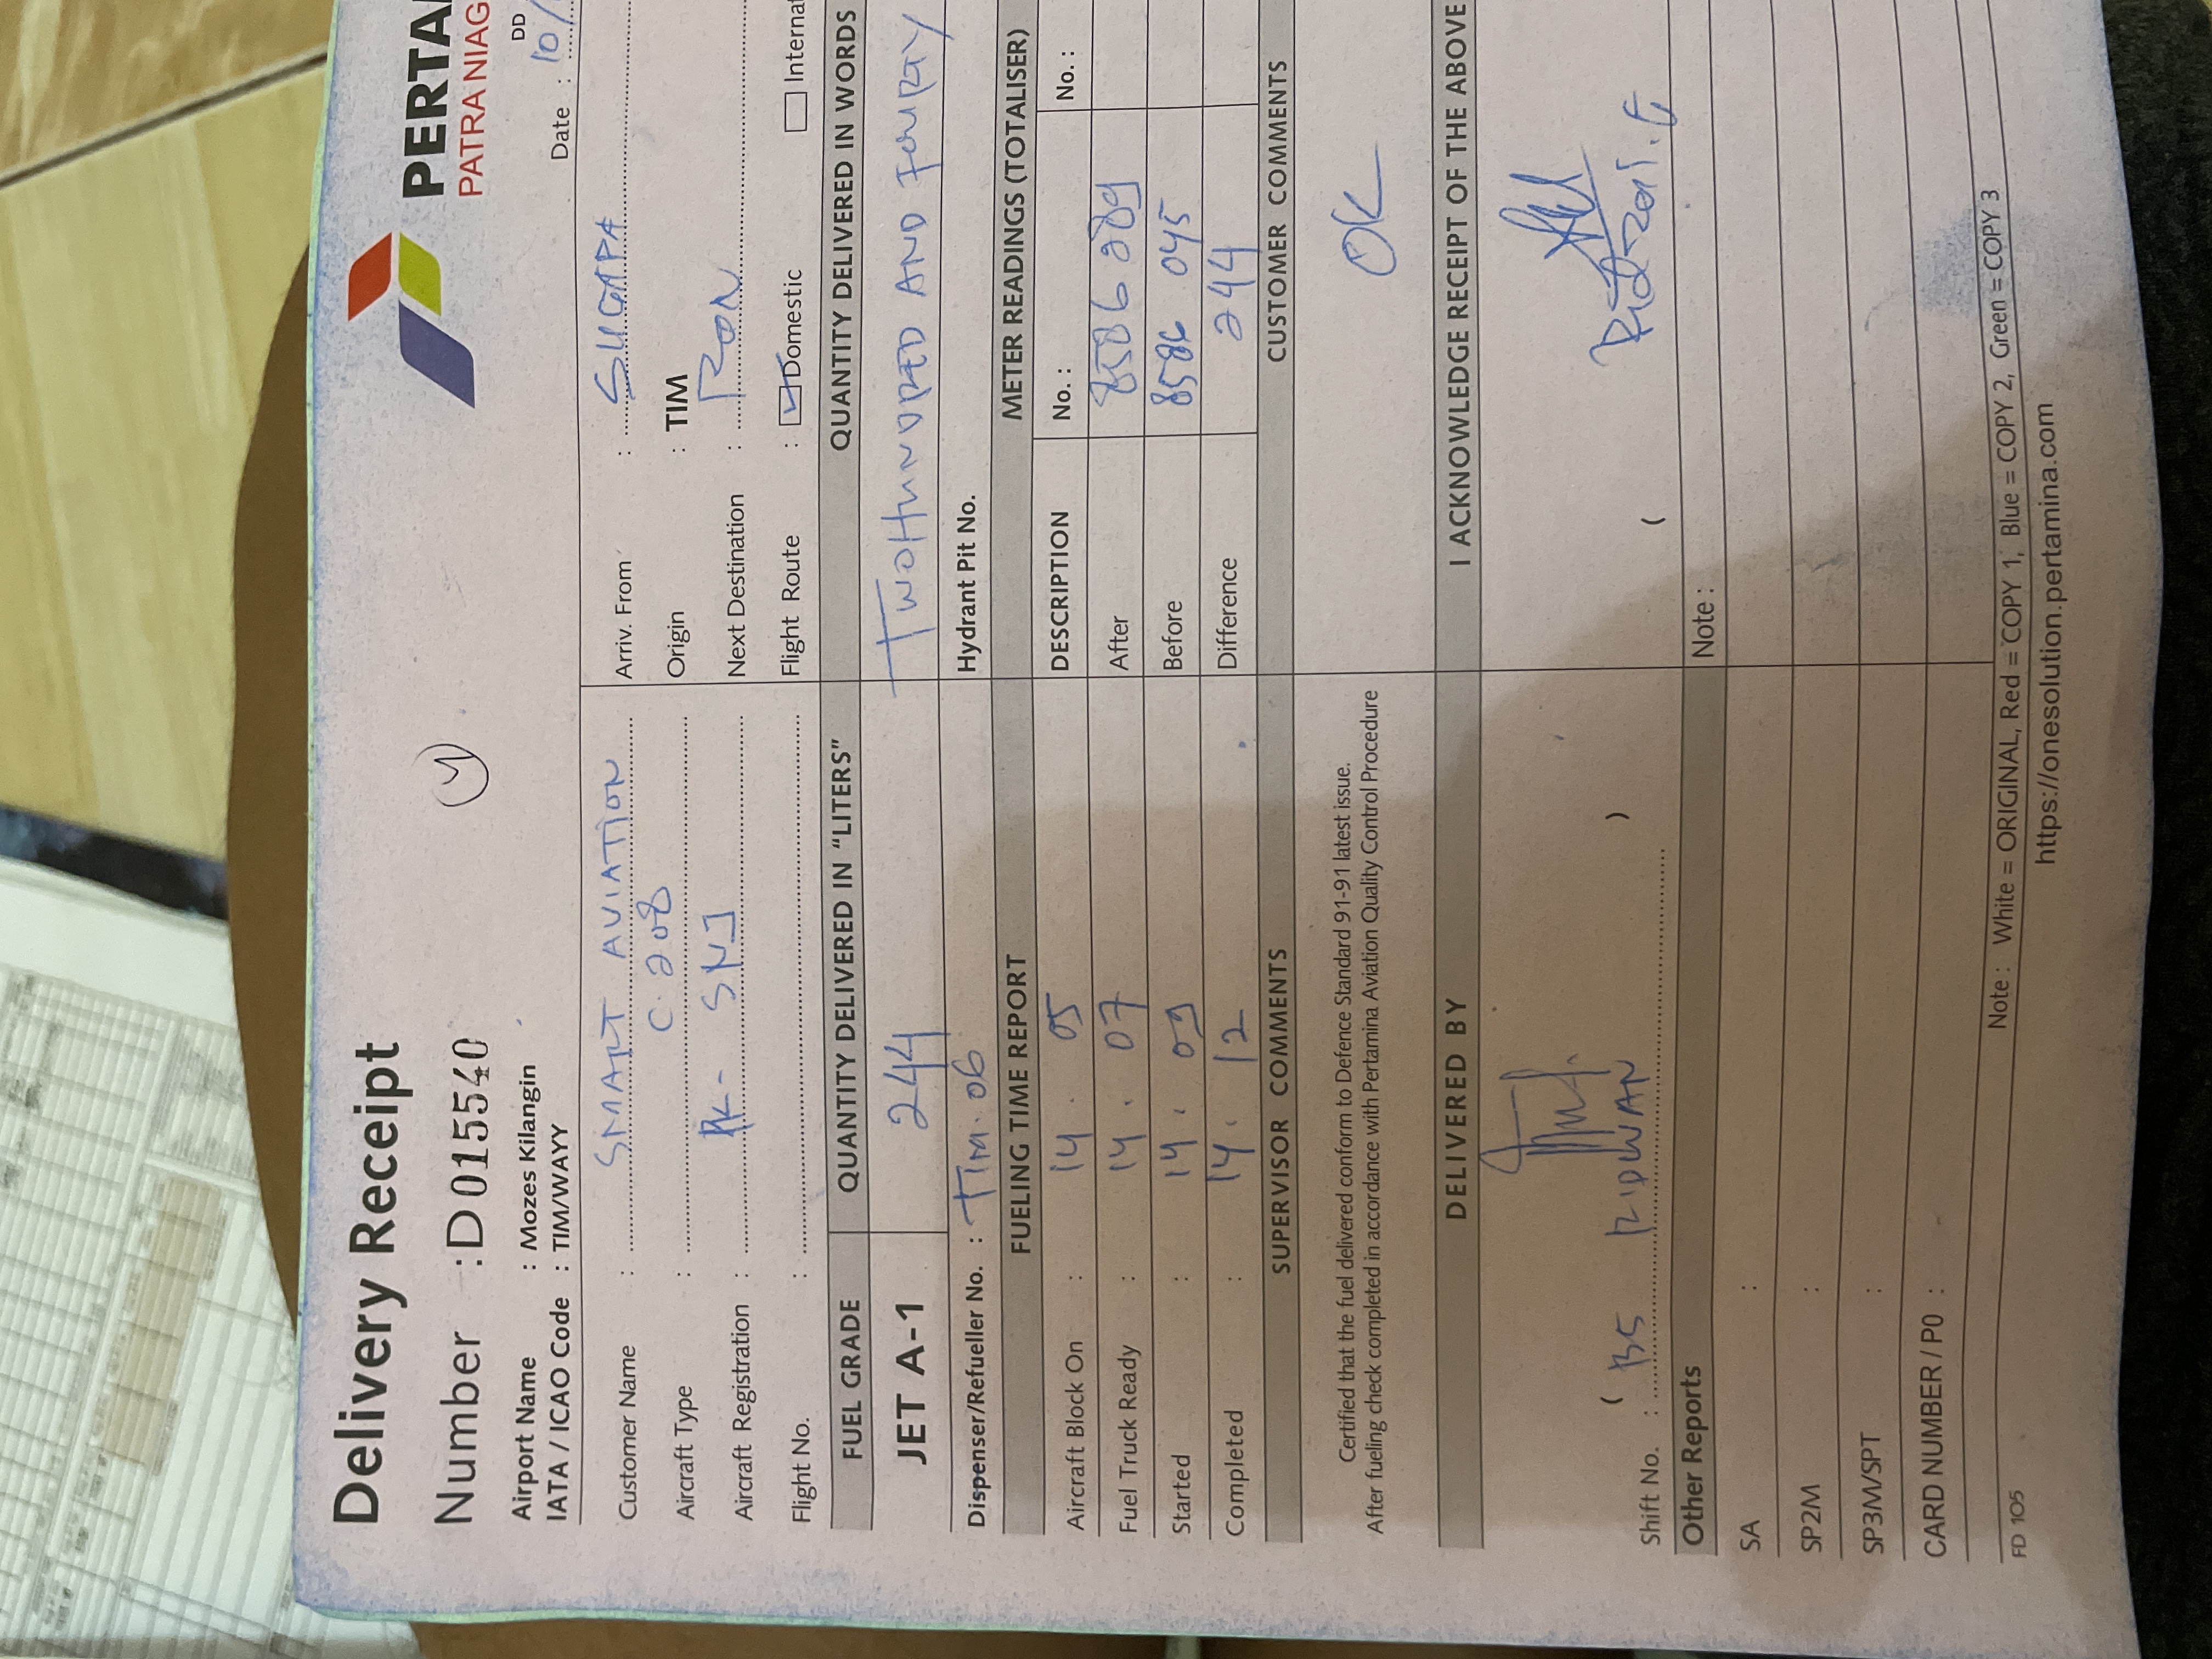 Delivery Receipt
PERTA
PATRA NIAG
Number : D 015540
Airport Name : Mozes Kilangin
DD
IATA / ICAO Code : TIM/WAYY
Date : 10/
Customer Name : SMART AVIATION
Arriv. From :
Aircraft Type : C. 208
Origin : TIM
Aircraft Registration : PK- SNJ
Next Destination : RON
Flight No. :
Flight Route : Domestic Internat
FUEL GRADE QUANTITY DELIVERED IN "LITERS" QUANTITY DELIVERED IN WORDS
JET A-1 244 TWO HUNDRED AND FOURTY
Dispenser/Refueller No. : Tim. 06 Hydrant Pit No.
FUELING TIME REPORT METER READINGS (TOTALISER)
DESCRIPTION No. : No. :
Aircraft Block On : 14 . 05
Fuel Truck Ready : 14 . 07
After 8586 289
Started : 14 . 09
Before 8586 045
Completed : 14 . 12
Difference 244
SUPERVISOR COMMENTS CUSTOMER COMMENTS
Certified that the fuel delivered conform to Defence Standard 91-91 latest issue.
After fueling check completed in accordance with Pertamina Aviation Quality Control Procedure
OK
DELIVERED BY I ACKNOWLEDGE RECEIPT OF THE ABOVE
( B5 RIDWAN )
(
Shift No. :
Other Reports Note :
SA :
SP2M :
SP3M/SPT :
CARD NUMBER / P0 :
FD 105
Note : White = ORIGINAL, Red = COPY 1, Blue = COPY 2, Green = COPY 3
https://onesolution.pertamina.com